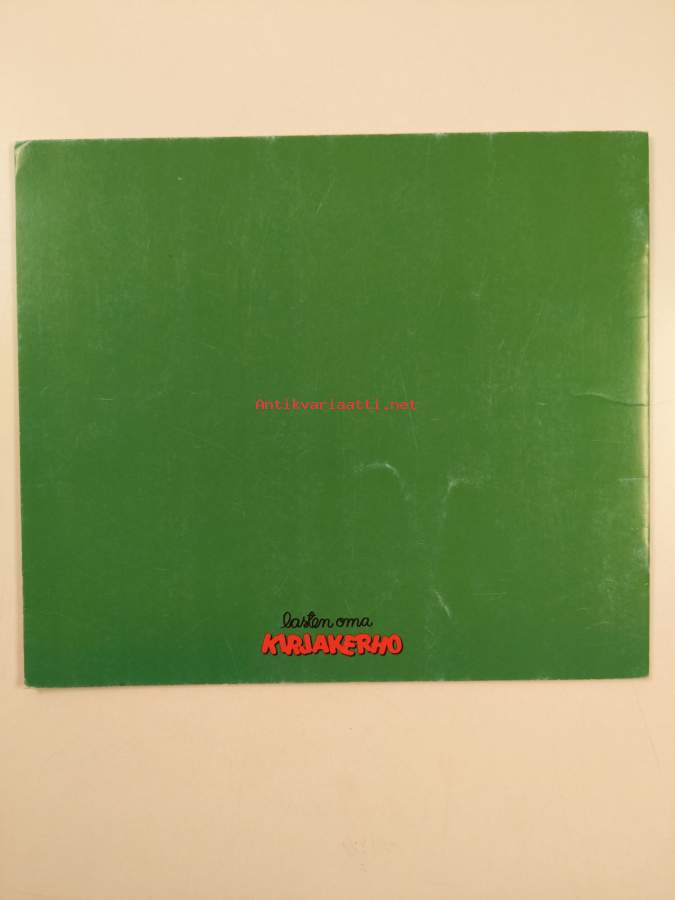 Antikvariaatti.net
lasten oma
KIRJAKERHO